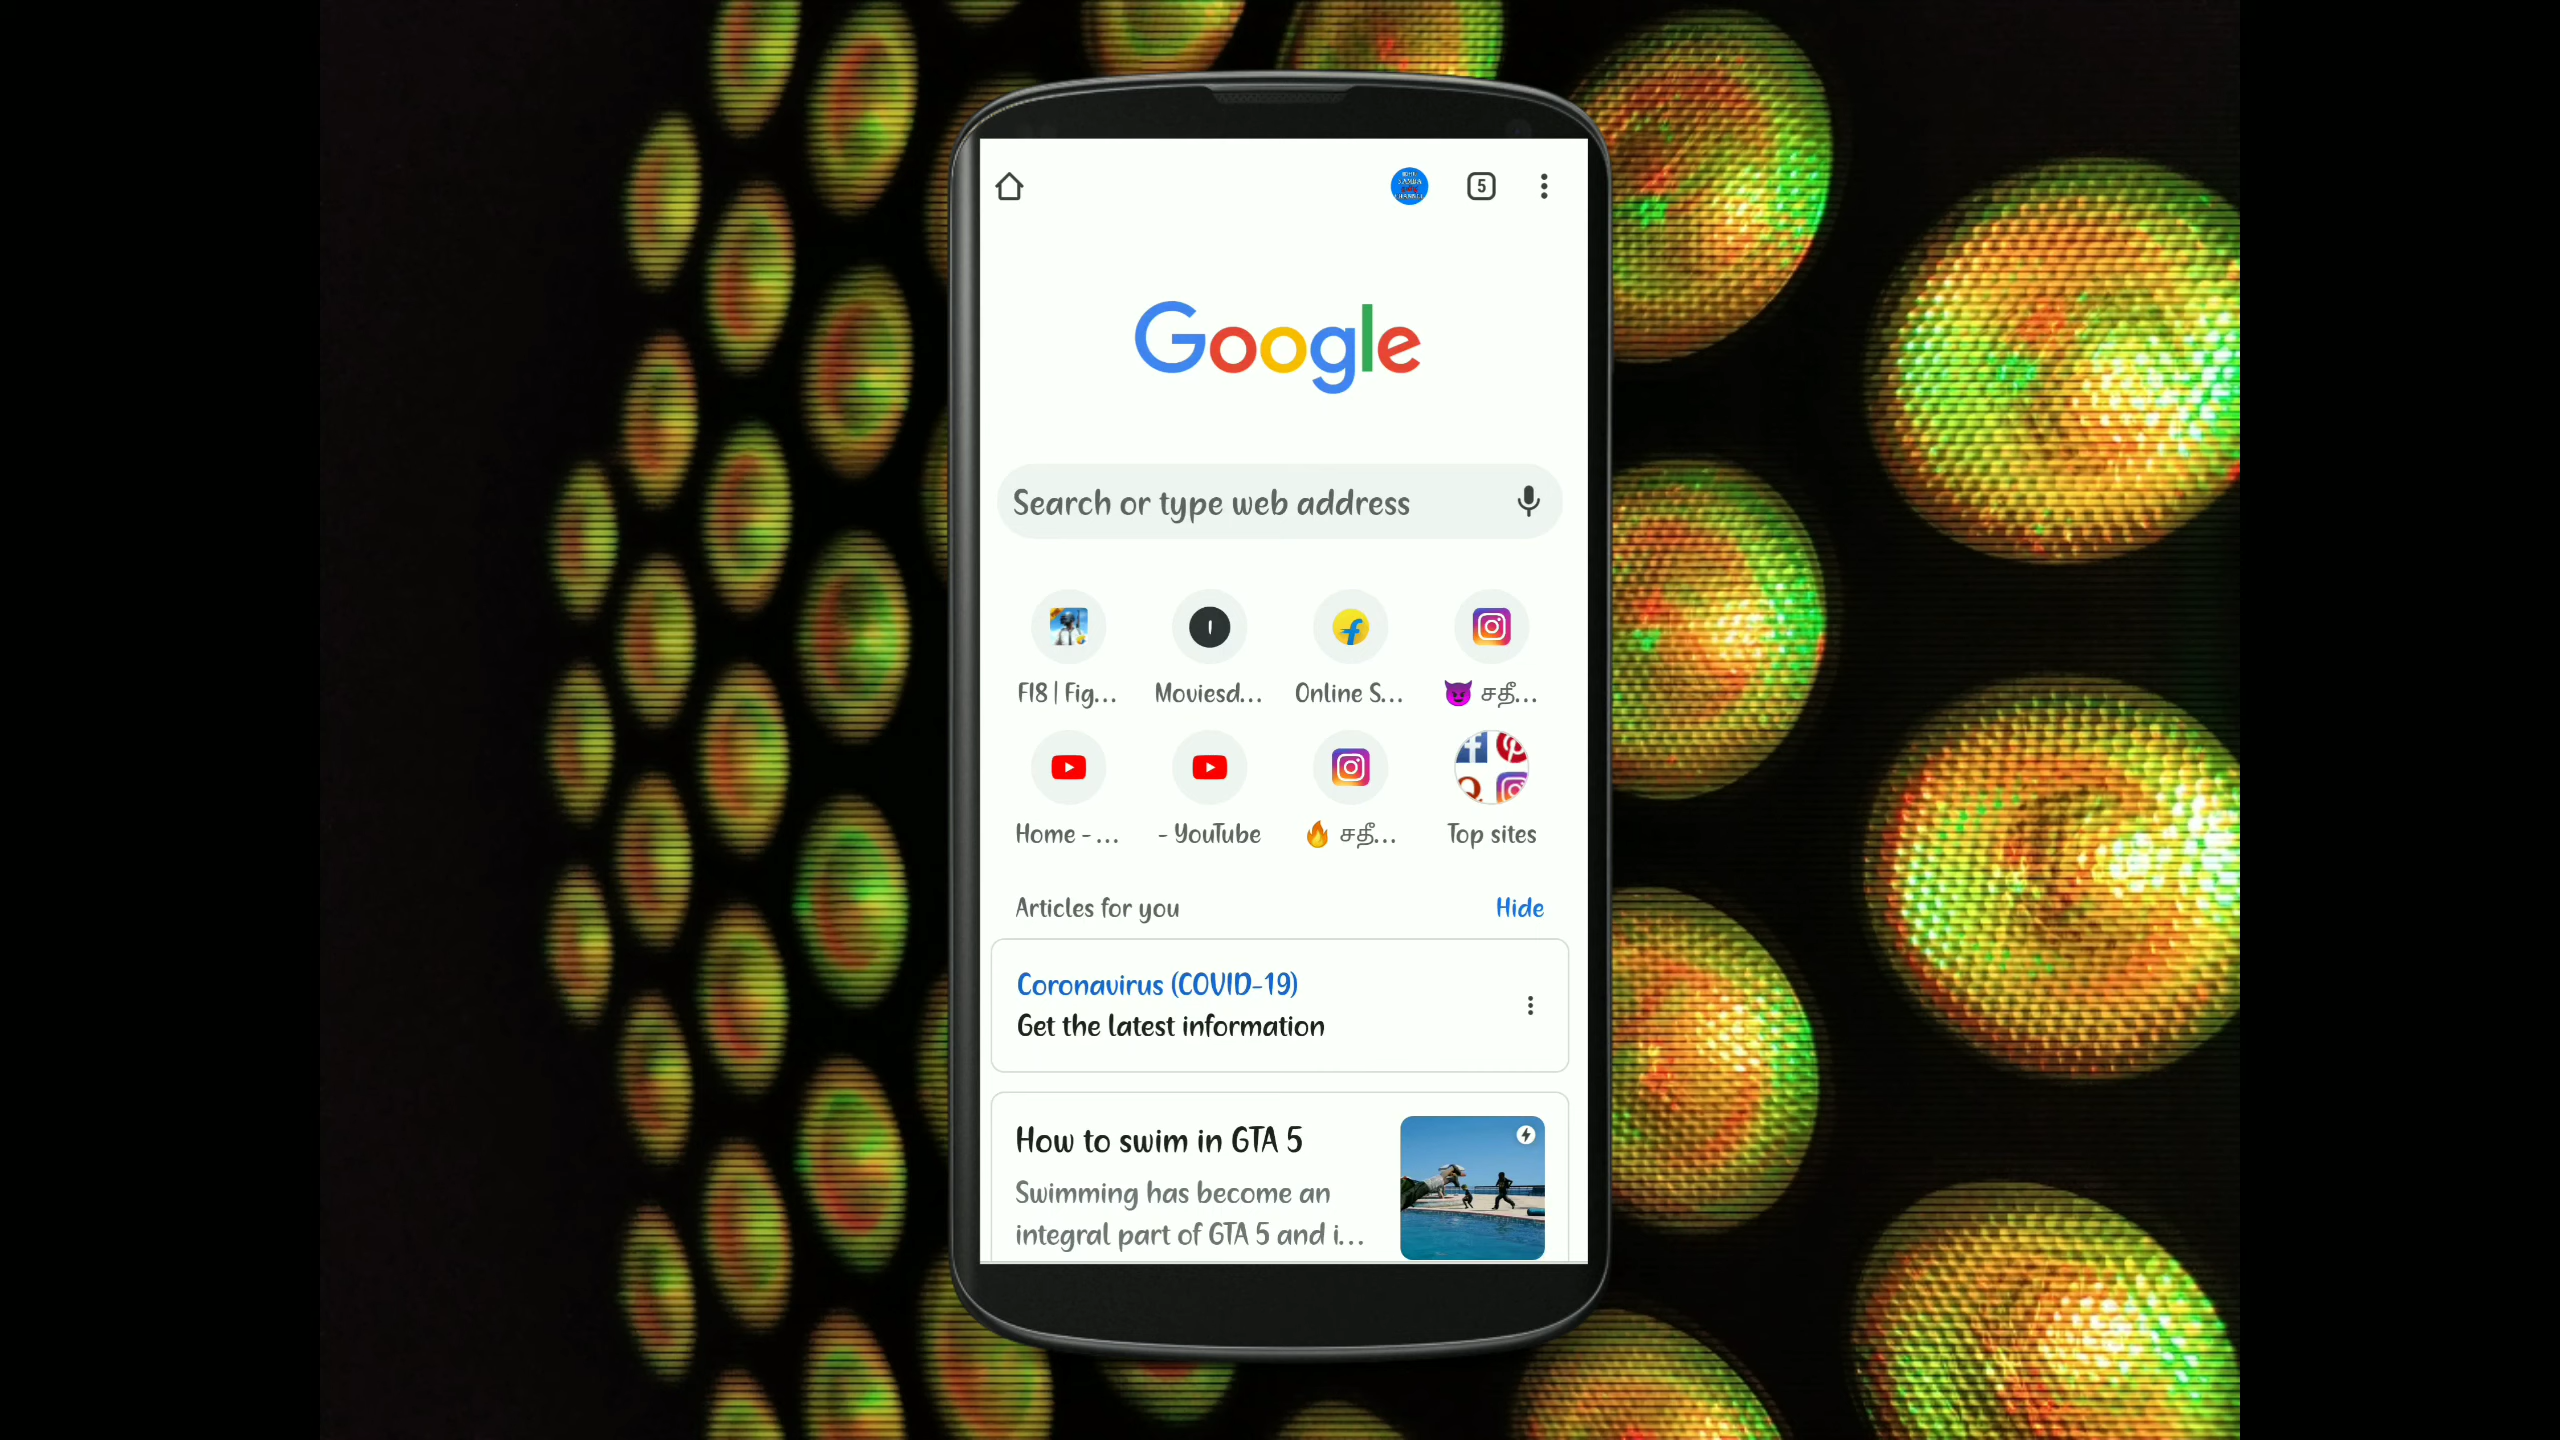 5
Google
Search or type web address
F18 | Fig...
Moviesd...
Online S...
😈 சதீ...
Home - ...
- YouTube
🔥 சதீ...
Top sites
Articles for you
Hide
Coronavirus (COVID-19)
Get the latest information
How to swim in GTA 5
Swimming has become an
integral part of GTA 5 and i...